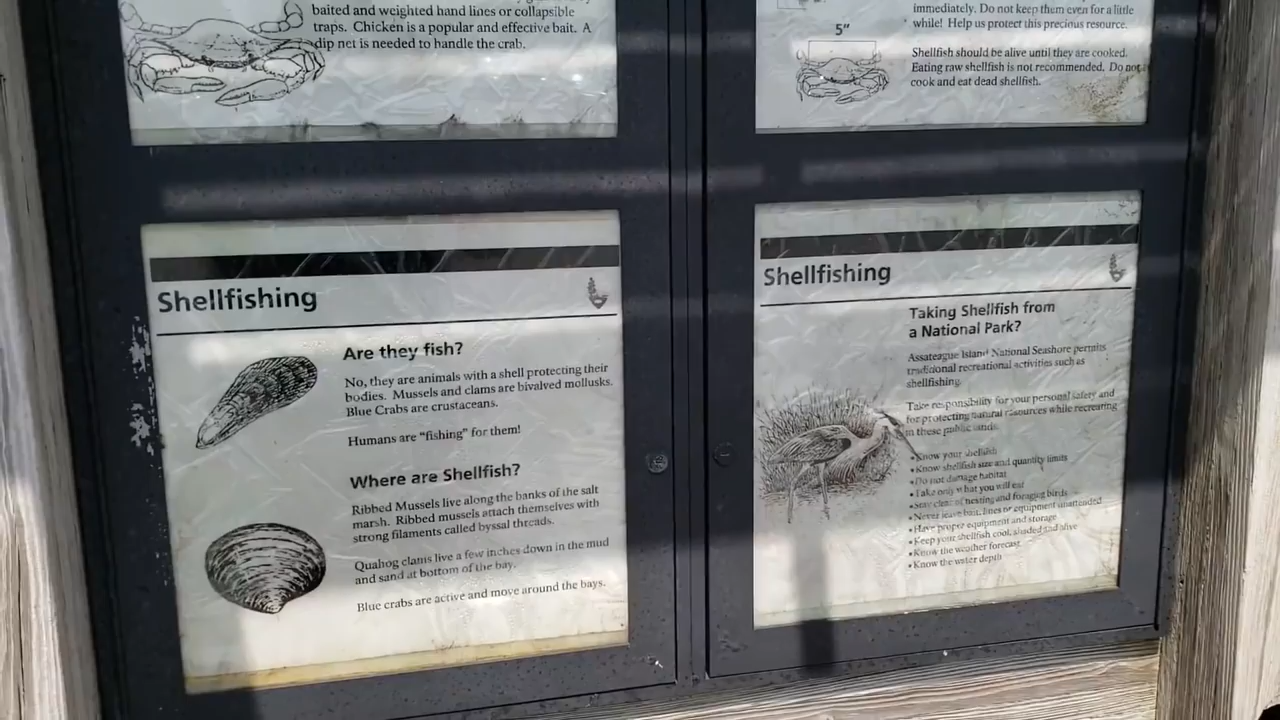 baited and weighted hand lines or collapsible
traps. Chicken is a popular and effective bait. A
dip net is needed to handle the crab.
5"
immediately. Do not keep them even for a little
while! Help us protect this precious resource.
Shellfish should be alive until they are cooked.
Eating raw shellfish is not recommended. Do not
cook and eat dead shellfish.
Shellfishing
Are they fish?
No, they are animals with a shell protecting their
bodies. Mussels and clams are bivalved mollusks.
Blue Crabs are crustaceans.
Humans are "fishing" for them!
Where are Shellfish?
Ribbed Mussels live along the banks of the salt
marsh. Ribbed mussels attach themselves with
strong filaments called byssal threads.
Quahog clams live a few inches down in the mud
and sand at bottom of the bay.
Blue crabs are active and move around the bays.
Shellfishing
Taking Shellfish from
a National Park?
Assateague Island National Seashore permits
traditional recreational activities such as
shellfishing.
Take responsibility for your personal safety and
for protecting natural resources while recreating
in these public lands.
• Know your shellfish
• Know shellfish size and quantity limits
• Do not damage habitat
• Take only what you will eat
• Stay clear of nesting and foraging birds
• Never leave bait, lines or equipment unattended
• Have proper equipment and storage
• Keep your shellfish cool, shaded and alive
• Know the weather forecast
• Know the water depth